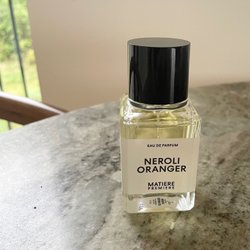 EAU DE PARFUM
NEROLI
ORANGER
MATIERE
PREMIERE